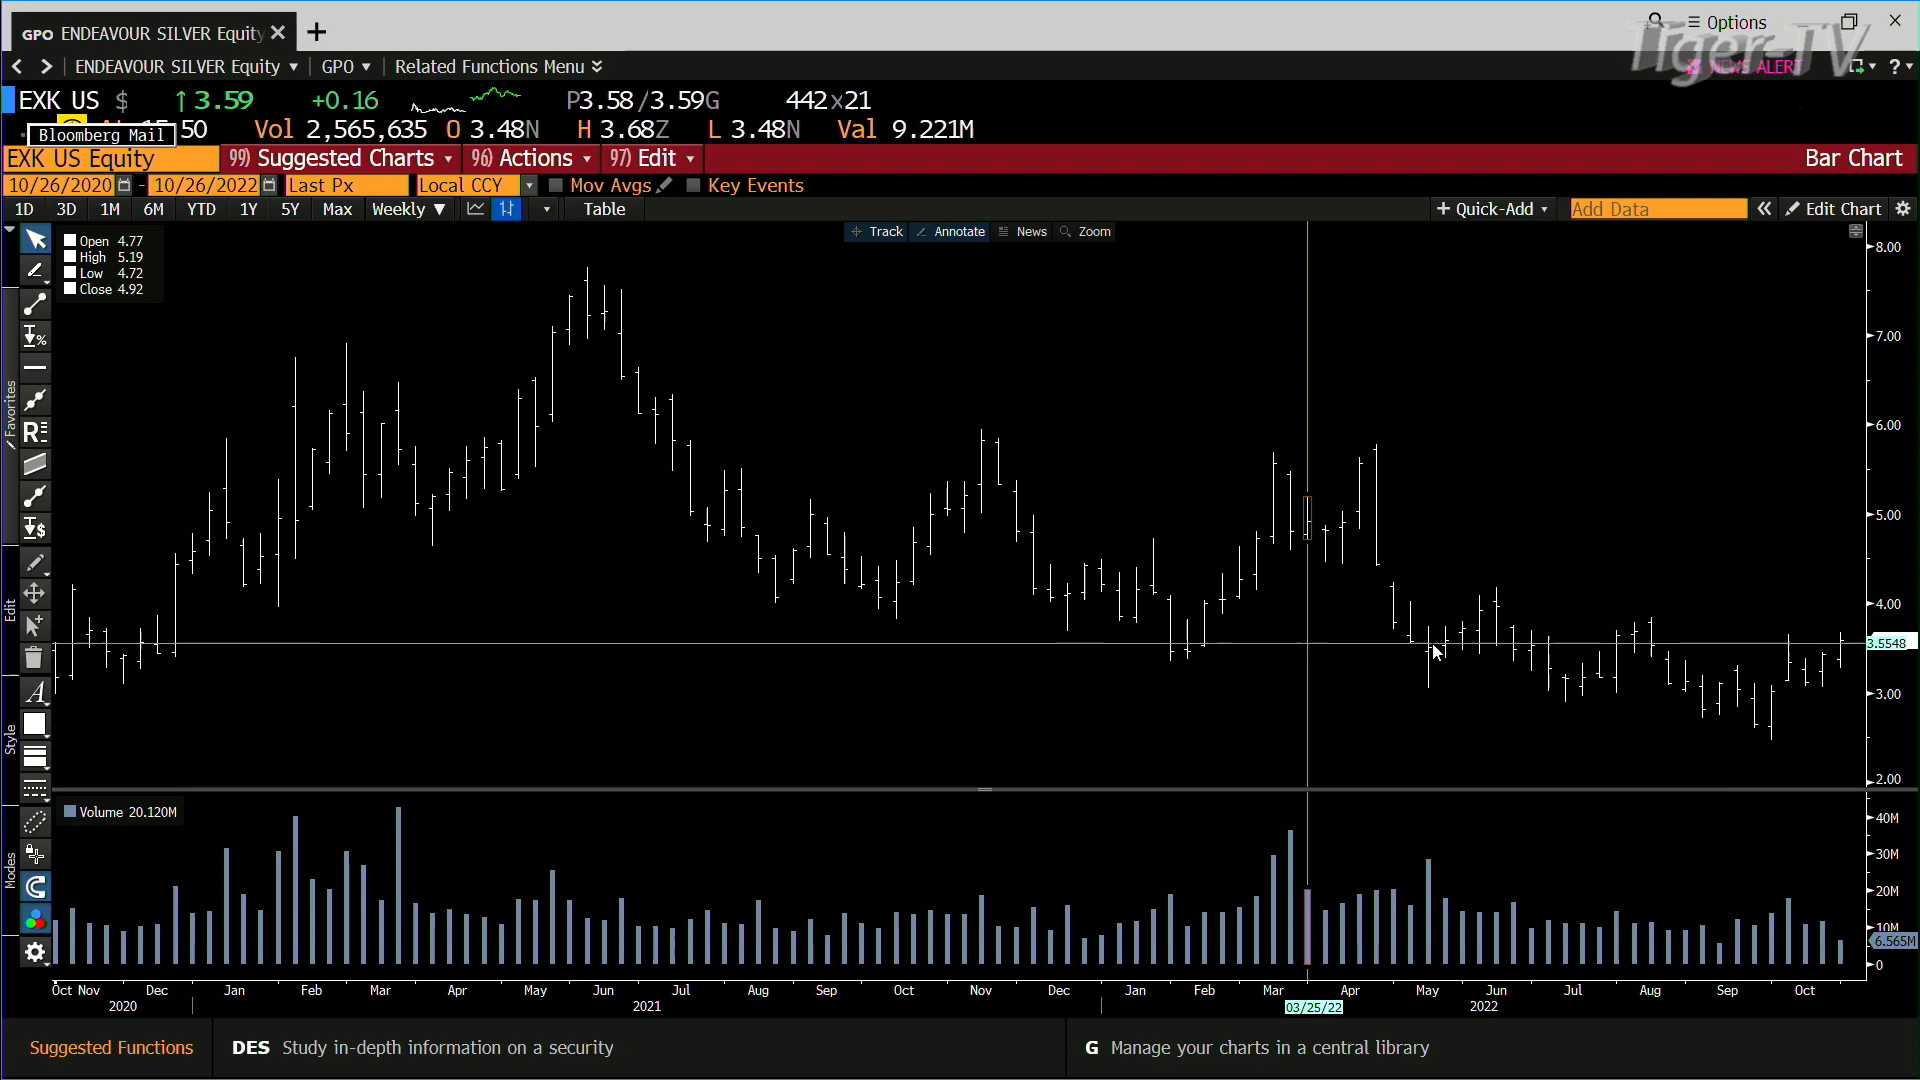 GPO ENDEAVOUR SILVER Equity
Options
Tiger-TV
ENDEAVOUR SILVER Equity GPO Related Functions Menu
NEWS ALERT
?
EXK US $ ↑3.59 +0.16 P3.58/3.59G 442x21
50 Vol 2,565,635 O 3.48N H 3.68Z L 3.48N Val 9.221M
Bloomberg Mail
EXK US Equity 99) Suggested Charts 96) Actions 97) Edit Bar Chart
10/26/2020 - 10/26/2022 Last Px Local CCY Mov Avgs Key Events
1D 3D 1M 6M YTD 1Y 5Y Max Weekly ▼ Table + Quick-Add Add Data « Edit Chart
Track Annotate News Zoom
Open 4.77
High 5.19
Low 4.72
Close 4.92
8.00
7.00
6.00
5.00
4.00
3.5548
3.00
2.00
Favorites
Edit
Style
Modes
Volume 20.120M
40M
30M
20M
10M
6.565M
0
Oct Nov Dec Jan Feb Mar Apr May Jun Jul Aug Sep Oct Nov Dec Jan Feb Mar Apr May Jun Jul Aug Sep Oct
2020 2021 03/25/22 2022
Suggested Functions DES Study in-depth information on a security G Manage your charts in a central library